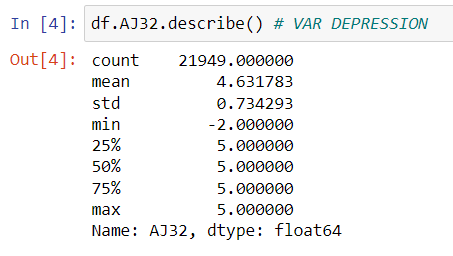 In [4]: df.AJ32.describe() # VAR DEPRESSION
Out[4]: count 21949.000000
mean 4.631783
std 0.734293
min -2.000000
25% 5.000000
50% 5.000000
75% 5.000000
max 5.000000
Name: AJ32, dtype: float64